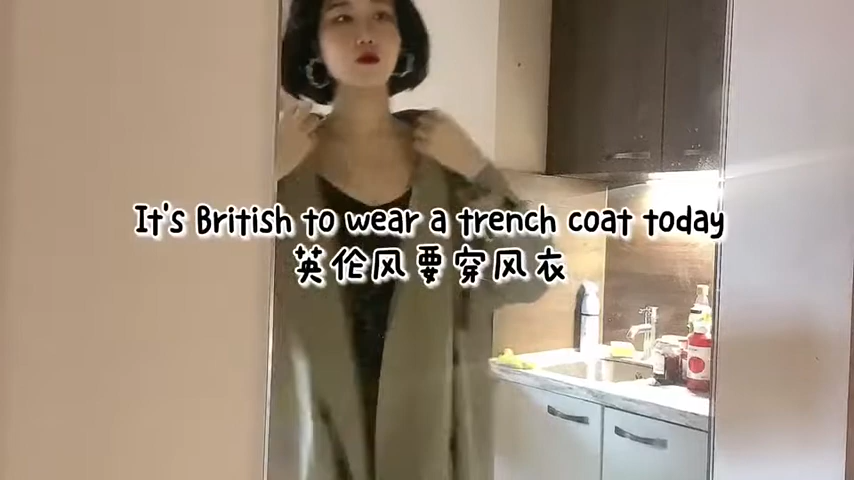 It's British to wear a trench coat today
英伦风要穿风衣